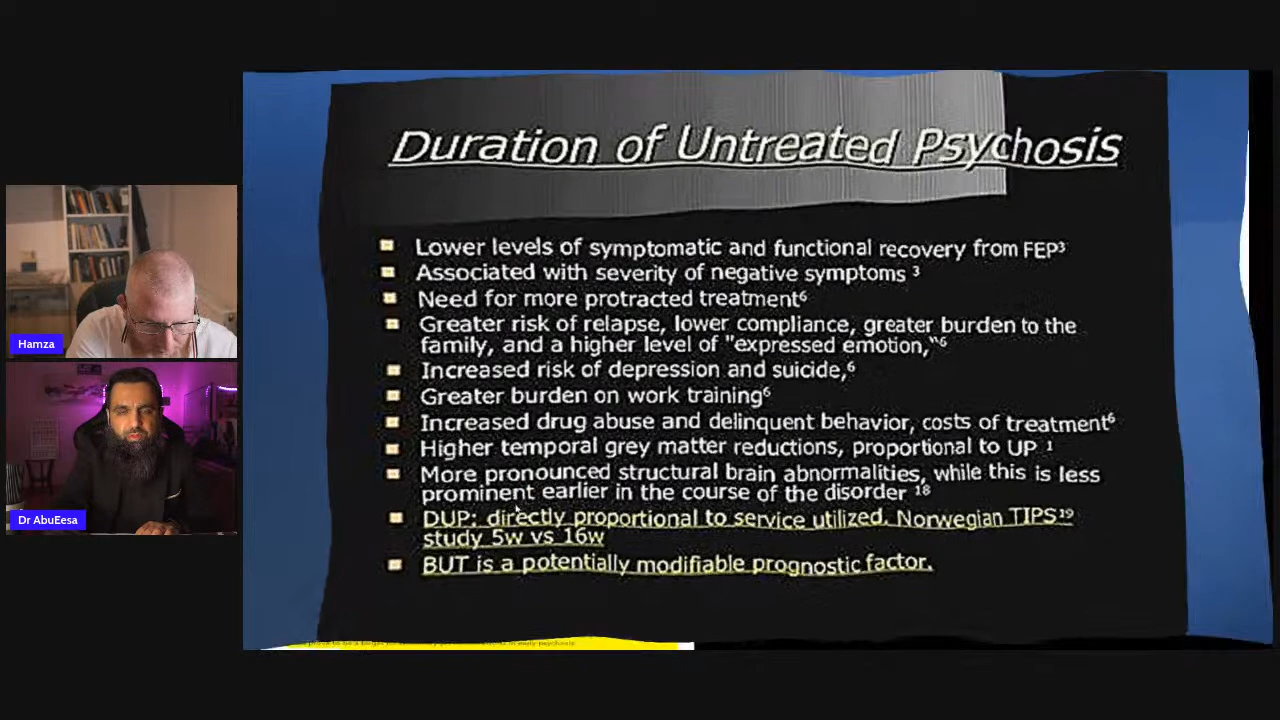 Duration of Untreated Psychosis
Lower levels of symptomatic and functional recovery from FEP³
Associated with severity of negative symptoms ³
Need for more protracted treatment⁶
Greater risk of relapse, lower compliance, greater burden to the
family, and a higher level of "expressed emotion,"⁶
Increased risk of depression and suicide,⁶
Greater burden on work training⁶
Increased drug abuse and delinquent behavior, costs of treatment⁶
Higher temporal grey matter reductions, proportional to UP ¹
More pronounced structural brain abnormalities, while this is less
prominent earlier in the course of the disorder ¹⁸
DUP: directly proportional to service utilized. Norwegian TIPS¹⁹
study 5w vs 16w
BUT is a potentially modifiable prognostic factor.
Hamza
Dr AbuEesa